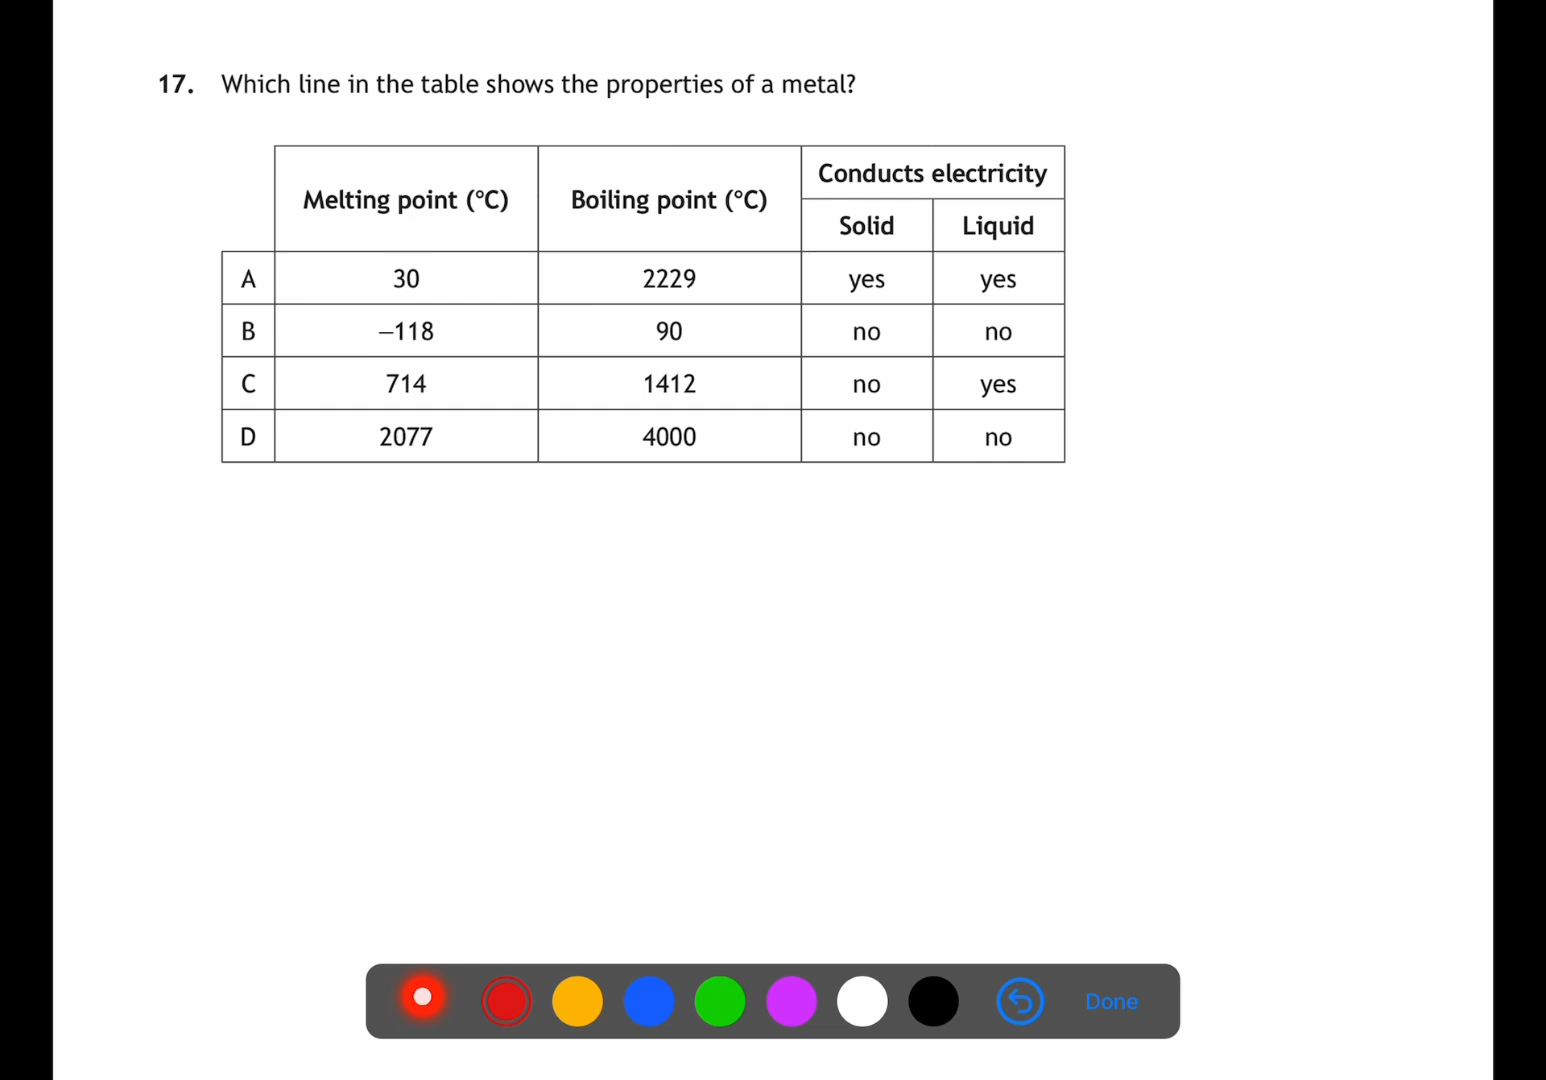 17. Which line in the table shows the properties of a metal?
Melting point (°C) Boiling point (°C) Conducts electricity
Solid Liquid
A 30 2229 yes yes
B –118 90 no no
C 714 1412 no yes
D 2077 4000 no no
Done